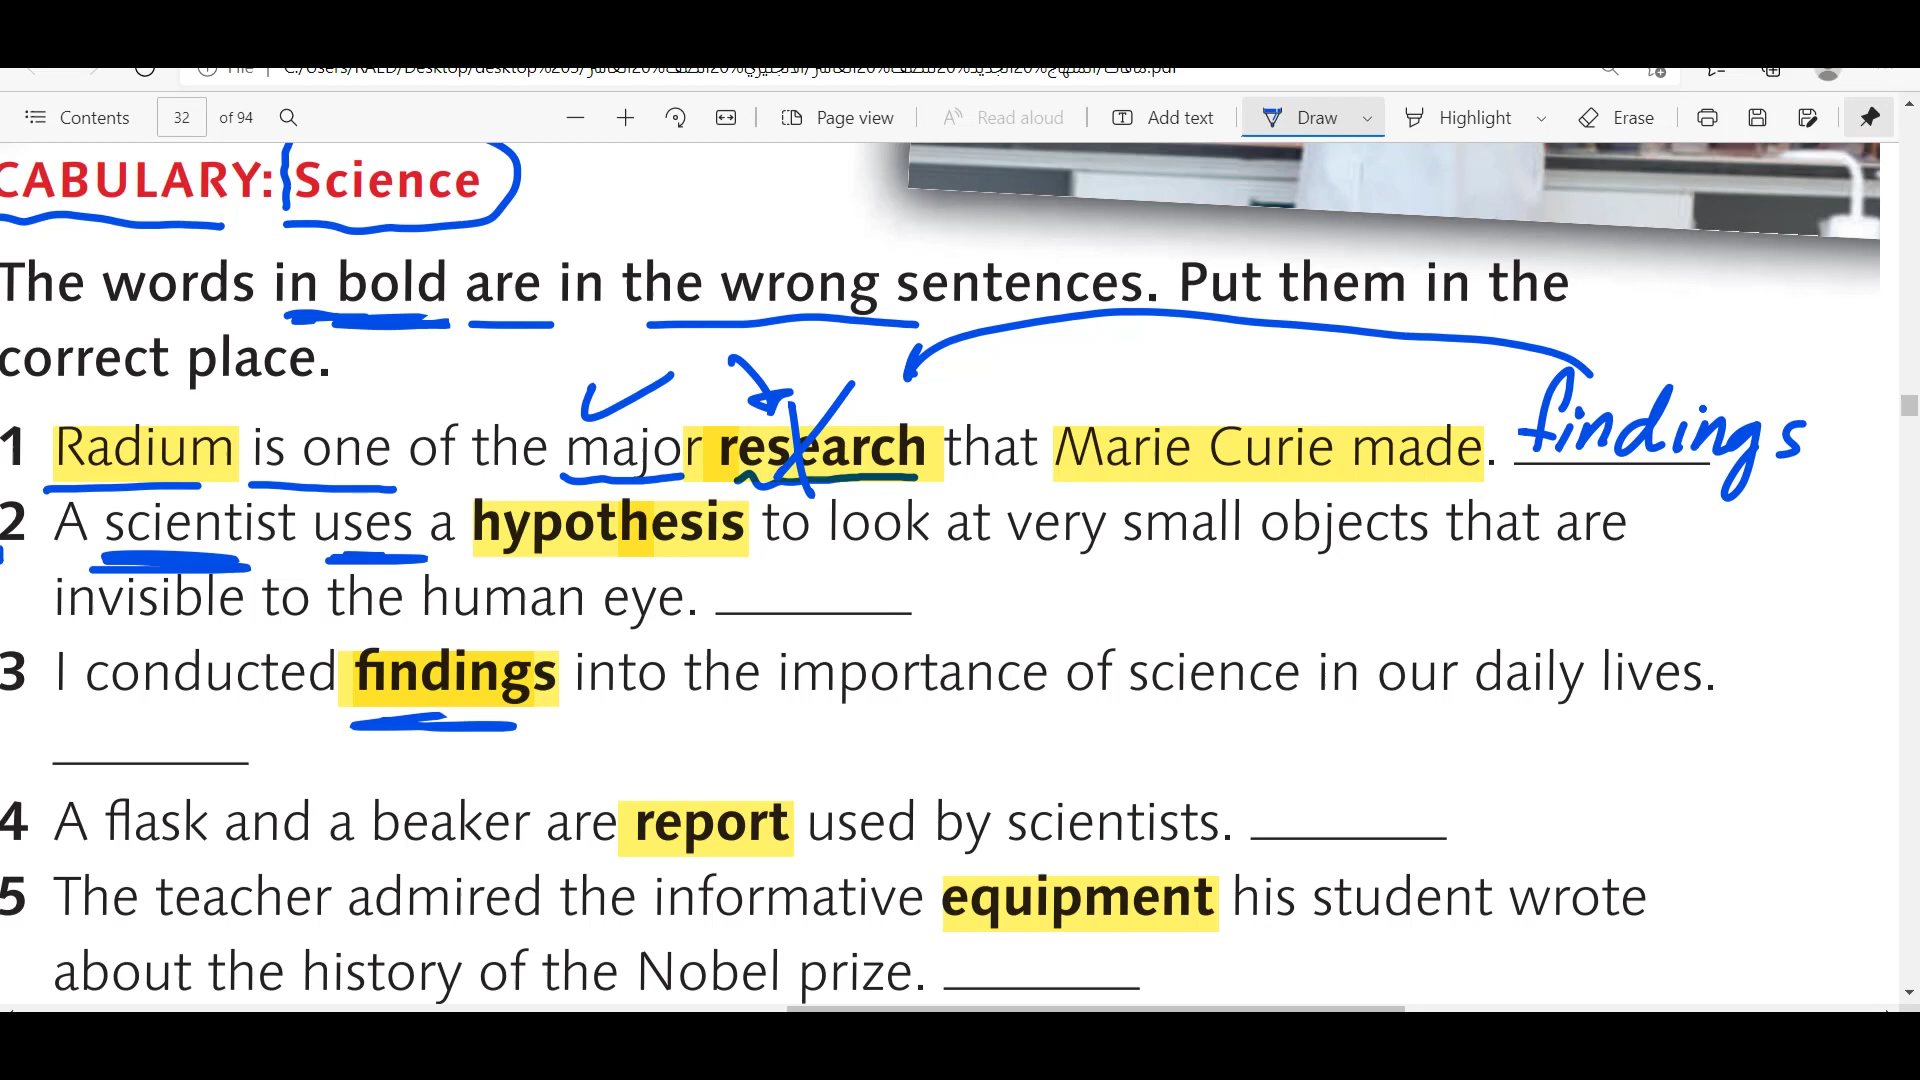 Contents 32 of 94 Page view Read aloud Add text Draw Highlight Erase
CABULARY: Science
The words in bold are in the wrong sentences. Put them in the
correct place.
1 Radium is one of the major research that Marie Curie made. findings
2 A scientist uses a hypothesis to look at very small objects that are
invisible to the human eye.
3 I conducted findings into the importance of science in our daily lives.
4 A flask and a beaker are report used by scientists.
5 The teacher admired the informative equipment his student wrote
about the history of the Nobel prize.